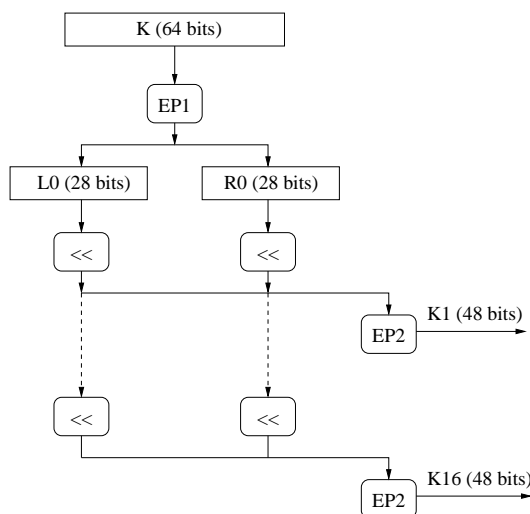 K (64 bits)
EP1
L0 (28 bits)
R0 (28 bits)
<<
<<
K1 (48 bits)
EP2
<<
<<
K16 (48 bits)
EP2